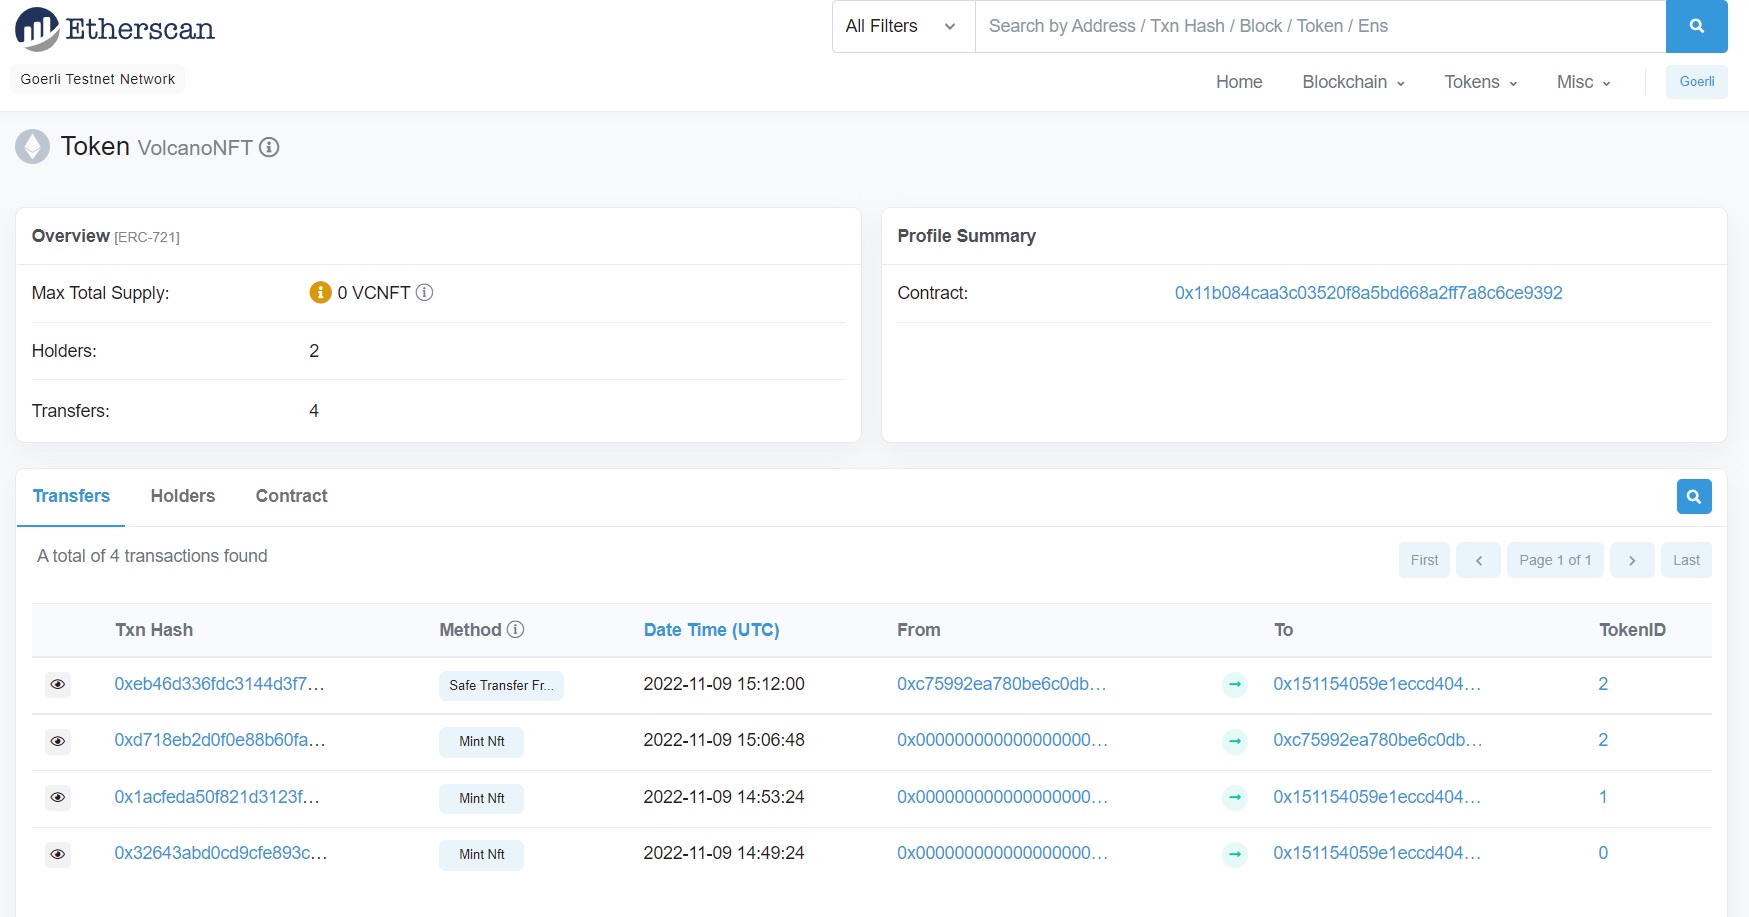 Etherscan
All Filters
Search by Address / Txn Hash / Block / Token / Ens
Goerli Testnet Network
Home Blockchain Tokens Misc Goerli
Token VolcanoNFT
Overview [ERC-721]
Max Total Supply: 0 VCNFT
Holders: 2
Transfers: 4
Profile Summary
Contract: 0x11b084caa3c03520f8a5bd668a2ff7a8c6ce9392
Transfers Holders Contract
A total of 4 transactions found
First Page 1 of 1 Last
Txn Hash Method Date Time (UTC) From To TokenID
0xeb46d336fdc3144d3f7... Safe Transfer Fr... 2022-11-09 15:12:00 0xc75992ea780be6c0db... 0x151154059e1eccd404... 2
0xd718eb2d0f0e88b60fa... Mint Nft 2022-11-09 15:06:48 0x000000000000000000... 0xc75992ea780be6c0db... 2
0x1acfeda50f821d3123f... Mint Nft 2022-11-09 14:53:24 0x000000000000000000... 0x151154059e1eccd404... 1
0x32643abd0cd9cfe893c... Mint Nft 2022-11-09 14:49:24 0x000000000000000000... 0x151154059e1eccd404... 0